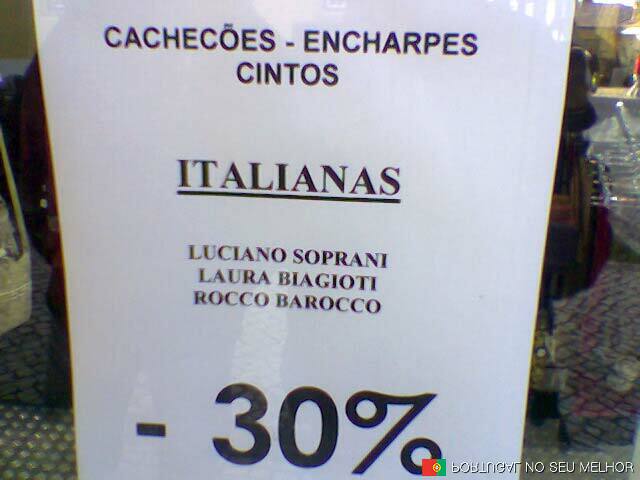 CACHECÕES - ENCHARPES
CINTOS
ITALIANAS
LUCIANO SOPRANI
LAURA BIAGIOTI
ROCCO BAROCCO
- 30%
PORTUGAL NO SEU MELHOR